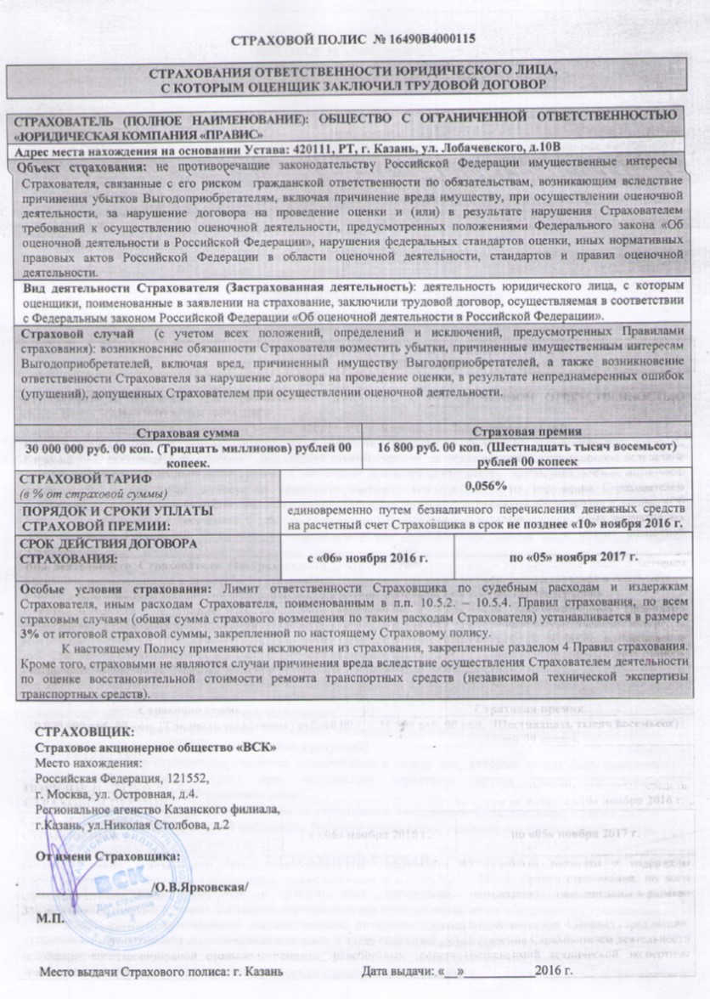 СТРАХОВОЙ ПОЛИС № 16490B4000115
СТРАХОВАНИЯ ОТВЕТСТВЕННОСТИ ЮРИДИЧЕСКОГО ЛИЦА,
С КОТОРЫМ ОЦЕНЩИК ЗАКЛЮЧИЛ ТРУДОВОЙ ДОГОВОР
СТРАХОВАТЕЛЬ (ПОЛНОЕ НАИМЕНОВАНИЕ): ОБЩЕСТВО С ОГРАНИЧЕННОЙ ОТВЕТСТВЕННОСТЬЮ
«ЮРИДИЧЕСКАЯ КОМПАНИЯ «ПРАВИС»
Адрес места нахождения на основании Устава: 420111, РТ, г. Казань, ул. Лобачевского, д.10В
Объект страхования: не противоречащие законодательству Российской Федерации имущественные интересы
Страхователя, связанные с его риском гражданской ответственности по обязательствам, возникающим вследствие
причинения убытков Выгодоприобретателям, включая причинение вреда имуществу, при осуществлении оценочной
деятельности, за нарушение договора на проведение оценки и (или) в результате нарушения Страхователем
требований к осуществлению оценочной деятельности, предусмотренных положениями Федерального закона «Об
оценочной деятельности в Российской Федерации», нарушения федеральных стандартов оценки, иных нормативных
правовых актов Российской Федерации в области оценочной деятельности, стандартов и правил оценочной
деятельности.
Вид деятельности Страхователя (Застрахованная деятельность): деятельность юридического лица, с которым
оценщики, поименованные в заявлении на страхование, заключили трудовой договор, осуществляемая в соответствии
с Федеральным законом Российской Федерации «Об оценочной деятельности в Российской Федерации».
Страховой случай (с учетом всех положений, определений и исключений, предусмотренных Правилами
страхования): возникновение обязанности Страхователя возместить убытки, причиненные имущественным интересам
Выгодоприобретателей, включая вред, причиненный имуществу Выгодоприобретателей, а также возникновение
ответственности Страхователя за нарушение договора на проведение оценки, в результате непреднамеренных ошибок
(упущений), допущенных Страхователем при осуществлении оценочной деятельности.
Страховая сумма Страховая премия
30 000 000 руб. 00 коп. (Тридцать миллионов) рублей 00 16 800 руб. 00 коп. (Шестнадцать тысяч восемьсот)
копеек. рублей 00 копеек
СТРАХОВОЙ ТАРИФ
(в % от страховой суммы) 0,056%
ПОРЯДОК И СРОКИ УПЛАТЫ единовременно путем безналичного перечисления денежных средств
СТРАХОВОЙ ПРЕМИИ: на расчетный счет Страховщика в срок не позднее «10» ноября 2016 г.
СРОК ДЕЙСТВИЯ ДОГОВОРА
СТРАХОВАНИЯ: с «06» ноября 2016 г. по «05» ноября 2017 г.
Особые условия страхования: Лимит ответственности Страховщика по судебным расходам и издержкам
Страхователя, иным расходам Страхователя, поименованным в п.п. 10.5.2. – 10.5.4. Правил страхования, по всем
страховым случаям (общая сумма страхового возмещения по таким расходам Страхователя) устанавливается в размере
3% от итоговой страховой суммы, закрепленной по настоящему Страховому полису.
К настоящему Полису применяются исключения из страхования, закрепленные разделом 4 Правил страхования.
Кроме того, страховыми не являются случаи причинения вреда вследствие осуществления Страхователем деятельности
по оценке восстановительной стоимости ремонта транспортных средств (независимой технической экспертизы
транспортных средств).
СТРАХОВЩИК:
Страховое акционерное общество «ВСК»
Место нахождения:
Российская Федерация, 121552,
г. Москва, ул. Островная, д.4.
Региональное агенство Казанского филиала,
г.Казань, ул.Николая Столбова, д.2
От имени Страховщика:
ВСК
/О.В.Ярковская/
М.П.
Место выдачи Страхового полиса: г. Казань Дата выдачи: «__»____________2016 г.